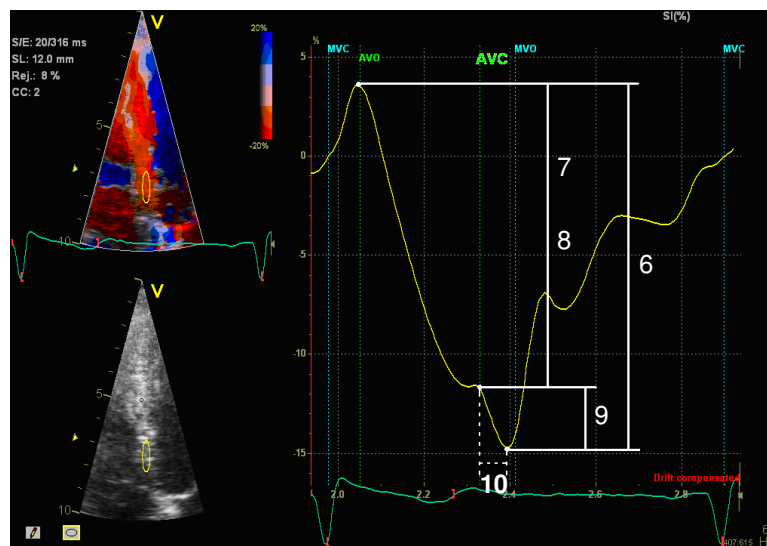 SI(%)
S/E: 20/316 ms
SL: 12.0 mm
Rej.: 8 %
CC: 2
V
20%
-20%
5
10
V
5
10
%
MVC
AVO
AVC
MVO
MVC
5
0
-5
-10
-15
7
8
6
9
10
2.0
2.2
2.4
2.6
2.8
Drift compensated